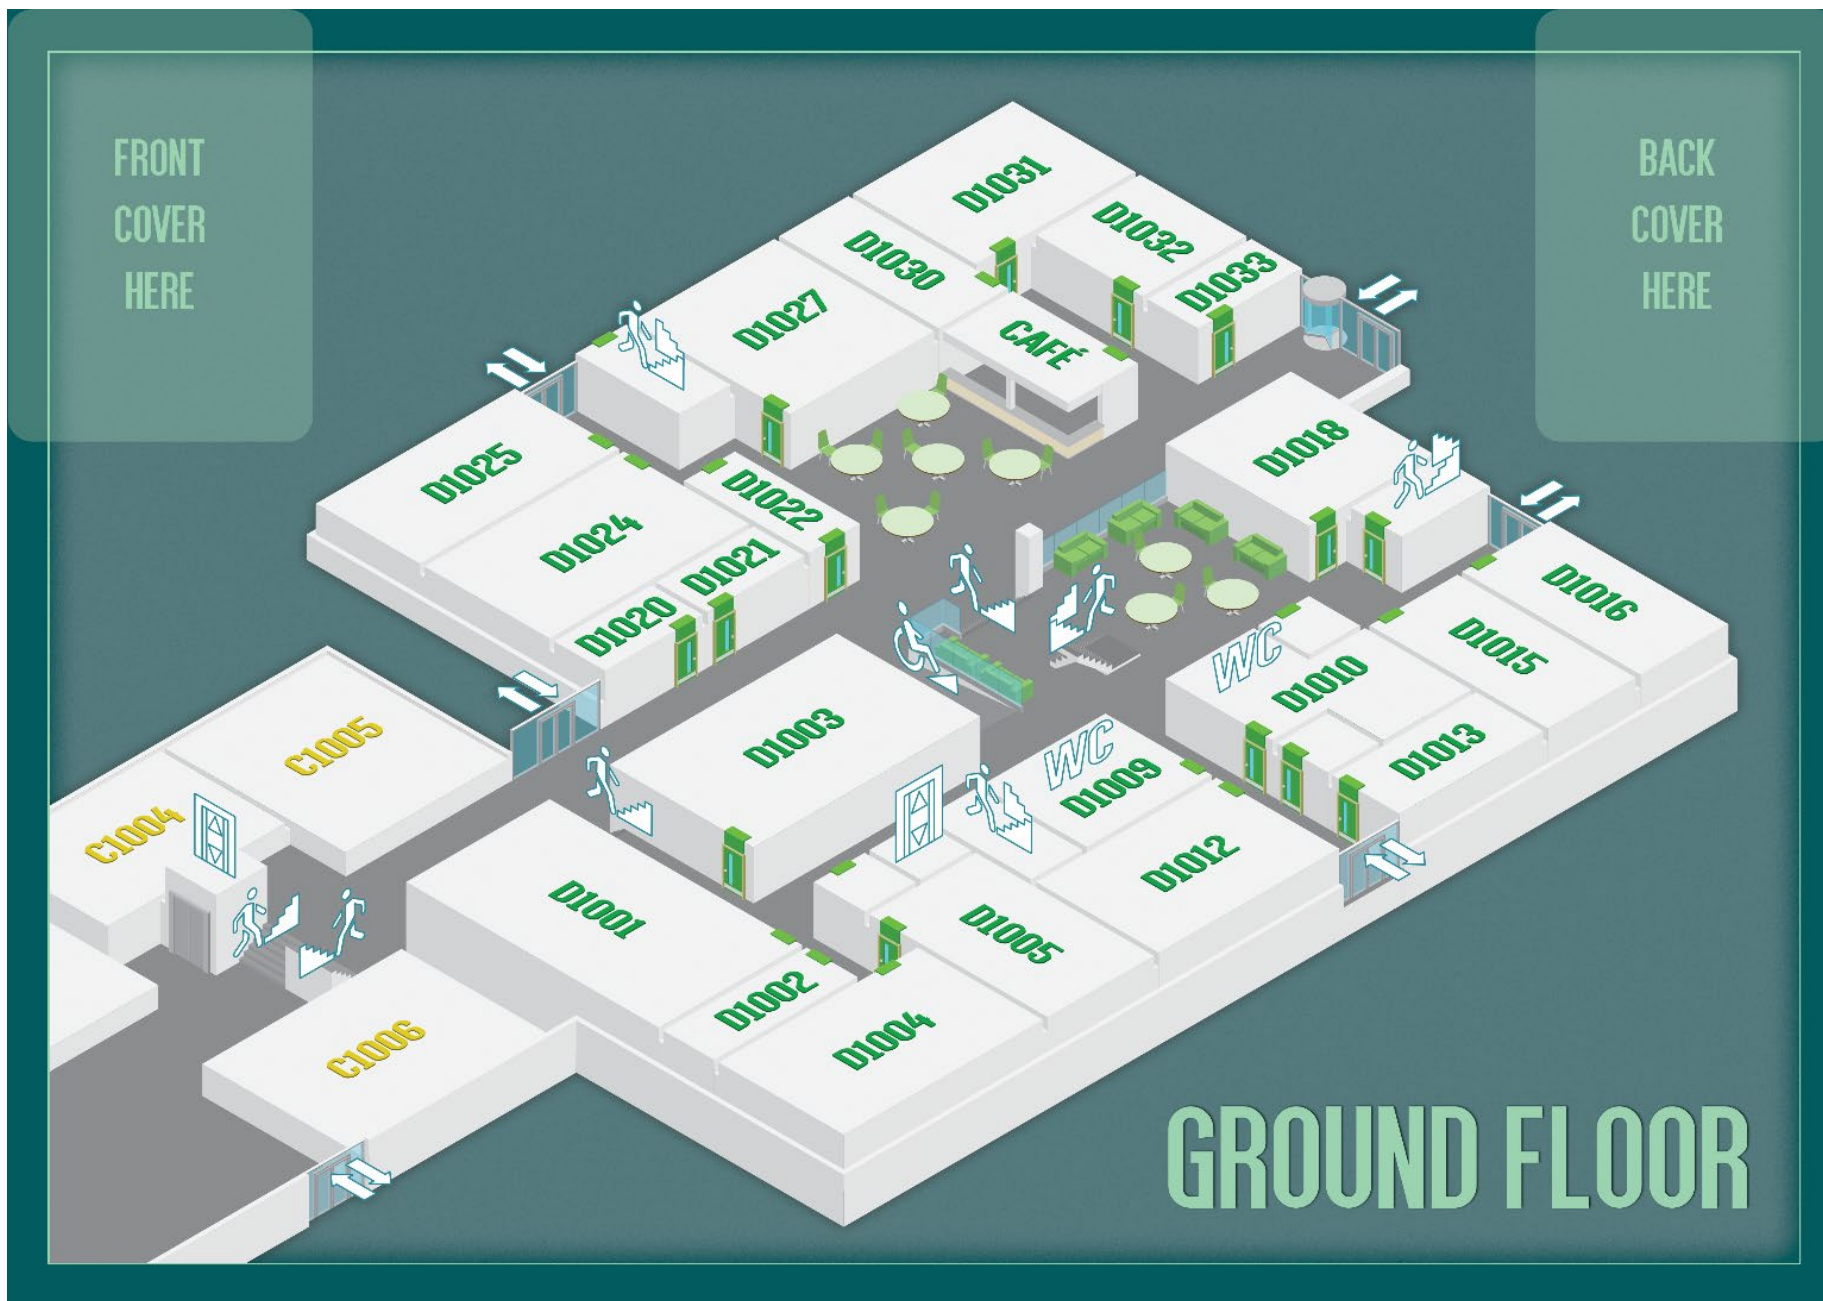 FRONT
COVER
HERE
BACK
COVER
HERE
D1031
D1032
D1030
D1033
D1027
CAFÉ
D1018
D1025
D1022
D1024
D1021
D1016
D1020
D1015
WC
D1010
C1005
D1003
WC
D1013
D1009
C1004
D1012
D1001
D1005
D1002
D1004
C1006
GROUND FLOOR